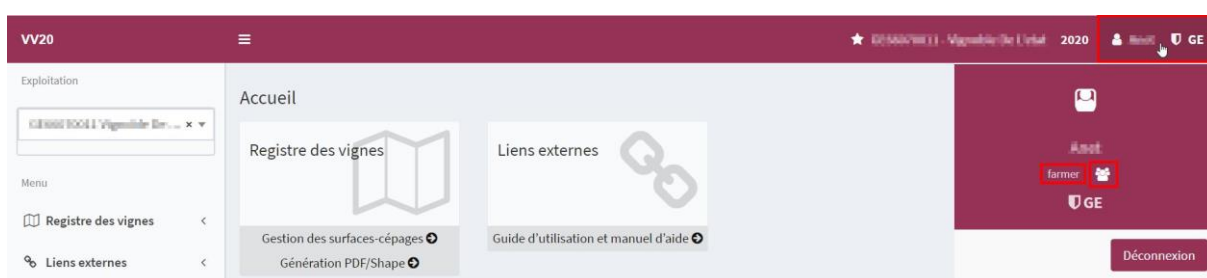 VV20
2020
GE
Exploitation
Accueil
Registre des vignes
Liens externes
farmer
GE
Menu
Registre des vignes
Liens externes
Gestion des surfaces-cépages
Génération PDF/Shape
Guide d'utilisation et manuel d'aide
Déconnexion